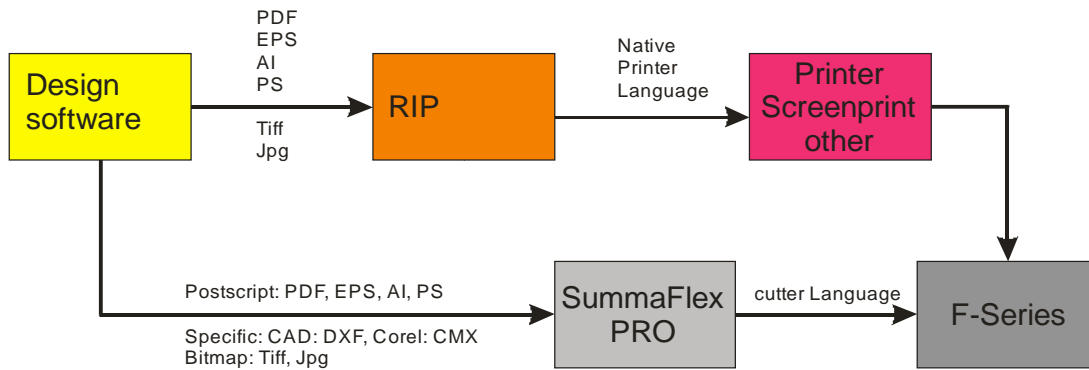 PDF
EPS
AI
PS
Tiff
Jpg
Design
software
RIP
Native
Printer
Language
Printer
Screenprint
other
Postscript: PDF, EPS, AI, PS
Specific: CAD: DXF, Corel: CMX
Bitmap: Tiff, Jpg
SummaFlex
PRO
cutter Language
F-Series